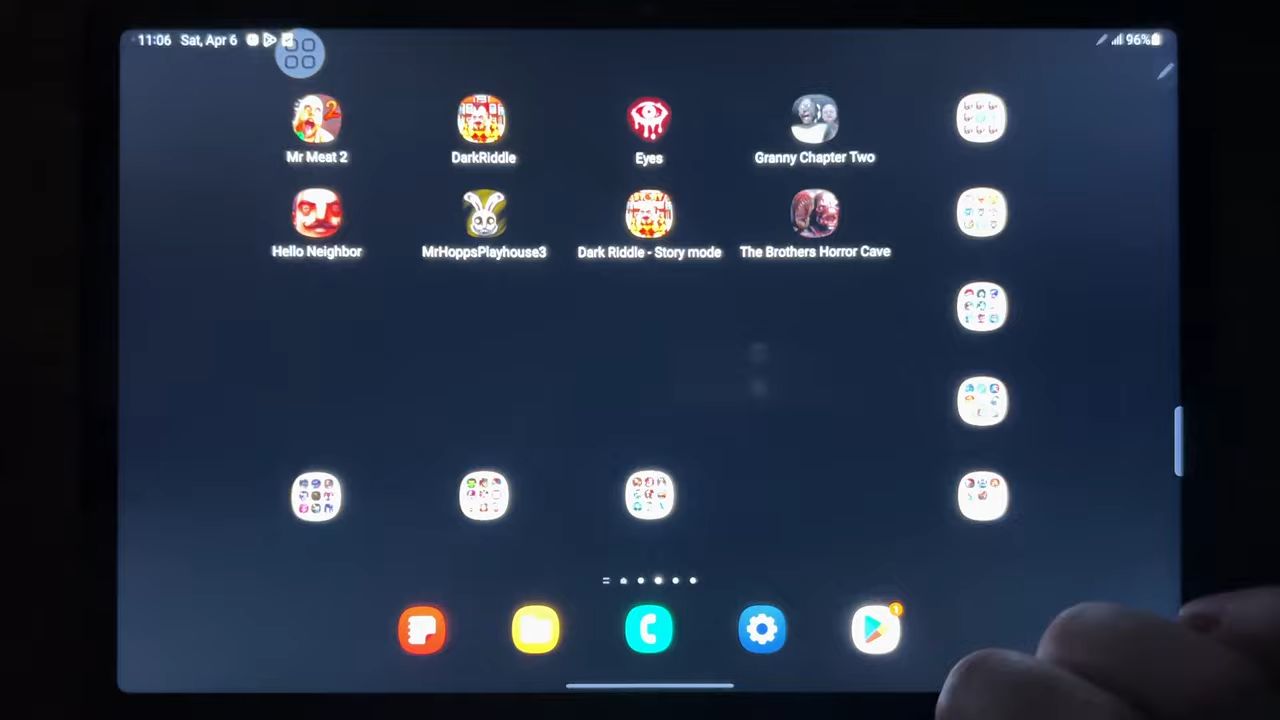 11:06 Sat, Apr 6 96%
Mr Meat 2 DarkRiddle Eyes Granny Chapter Two
Hello Neighbor MrHoppsPlayhouse3 Dark Riddle - Story mode The Brothers Horror Cave